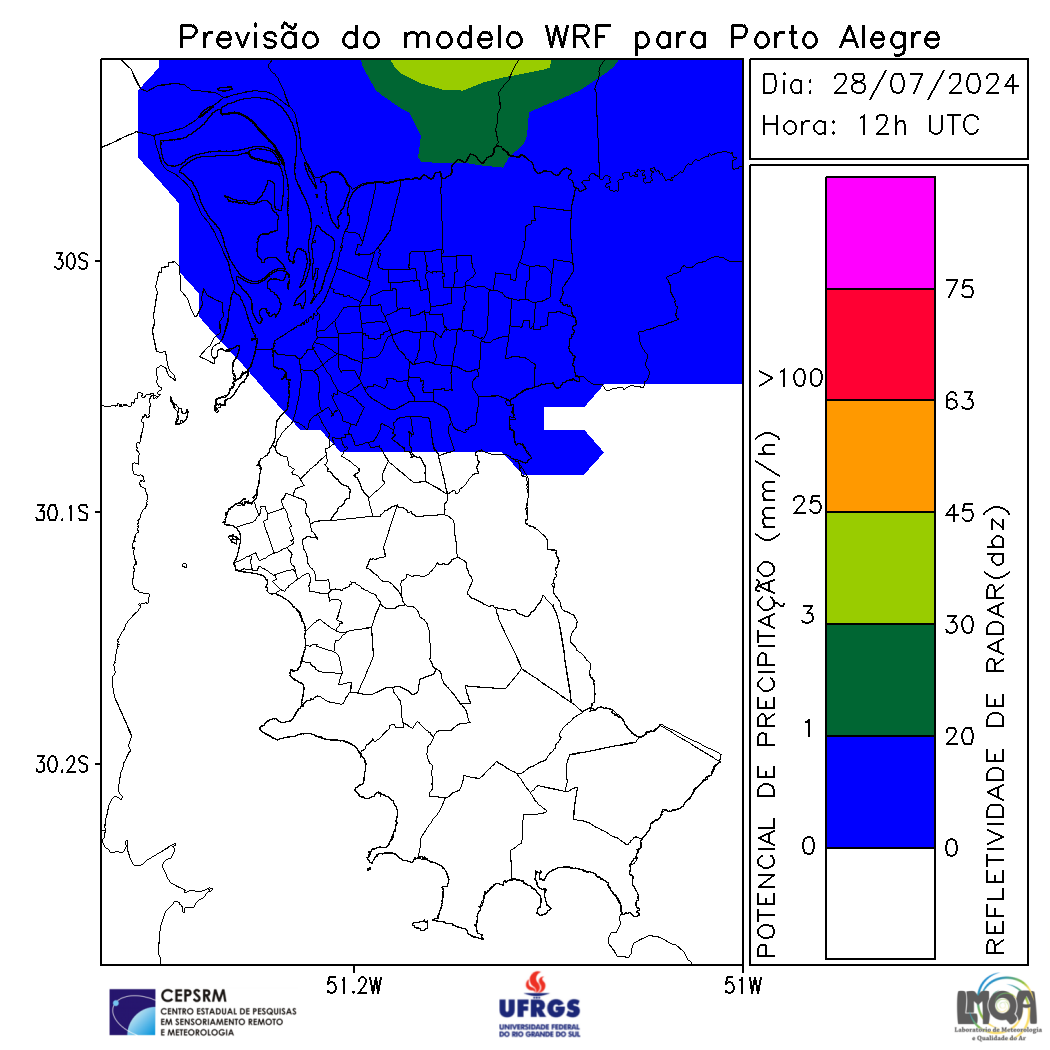 Previsão do modelo WRF para Porto Alegre
Dia: 28/07/2024
Hora: 12h UTC
30S
30.1S
30.2S
51.2W
51W
POTENCIAL DE PRECIPITAÇÃO (mm/h)
>100
25
3
1
0
75
63
45
30
20
0
REFLETIVIDADE DE RADAR(dbz)
CEPSRM
CENTRO ESTADUAL DE PESQUISAS
EM SENSORIAMENTO REMOTO
E METEOROLOGIA
UFRGS
UNIVERSIDADE FEDERAL
DO RIO GRANDE DO SUL
LMQA
Laboratório de Meteorologia
e Qualidade do Ar